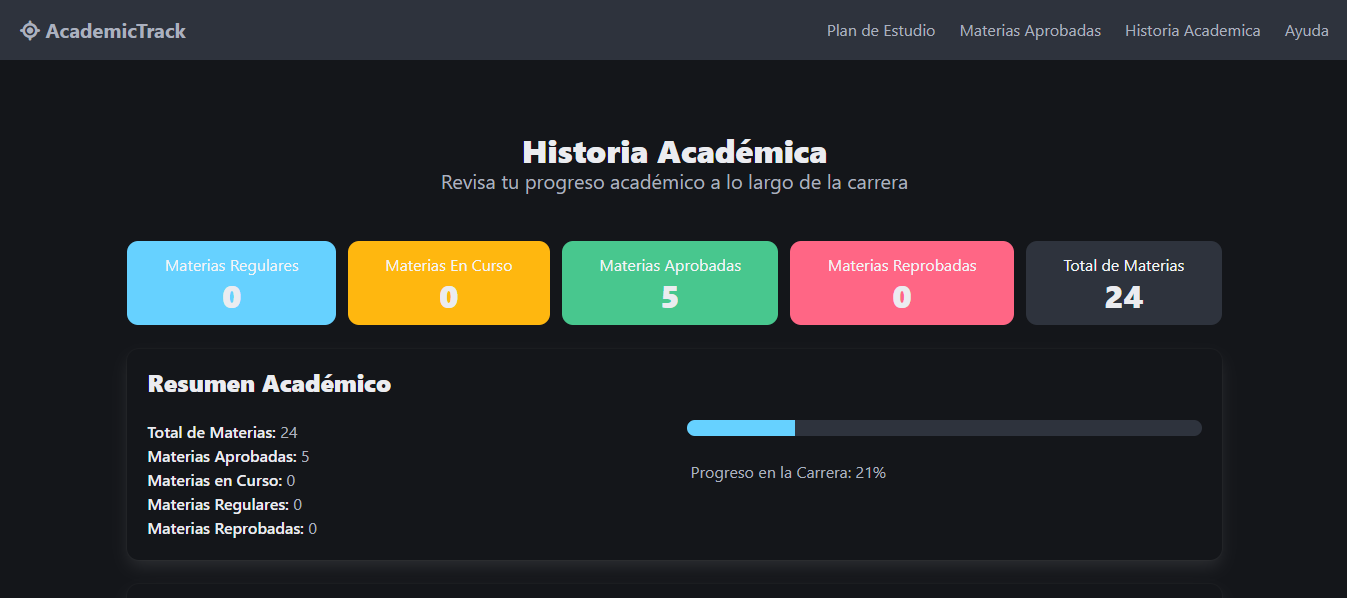 AcademicTrack
Plan de Estudio
Materias Aprobadas
Historia Academica
Ayuda
Historia Académica
Revisa tu progreso académico a lo largo de la carrera
Materias Regulares
0
Materias En Curso
0
Materias Aprobadas
5
Materias Reprobadas
0
Total de Materias
24
Resumen Académico
Total de Materias: 24
Materias Aprobadas: 5
Materias en Curso: 0
Materias Regulares: 0
Materias Reprobadas: 0
Progreso en la Carrera: 21%